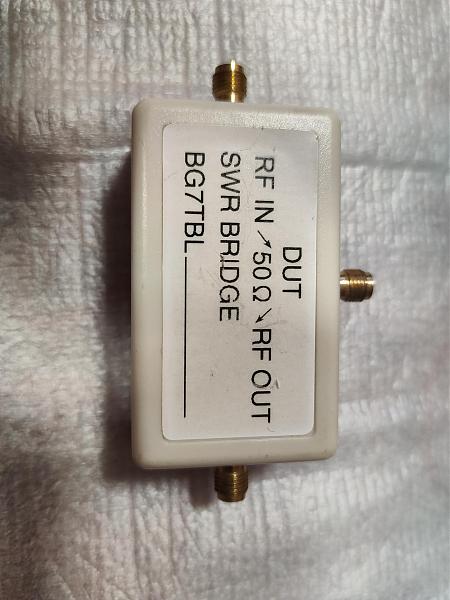 DUT
RF IN ↗50Ω↘RF OUT
SWR BRIDGE
BG7TBL